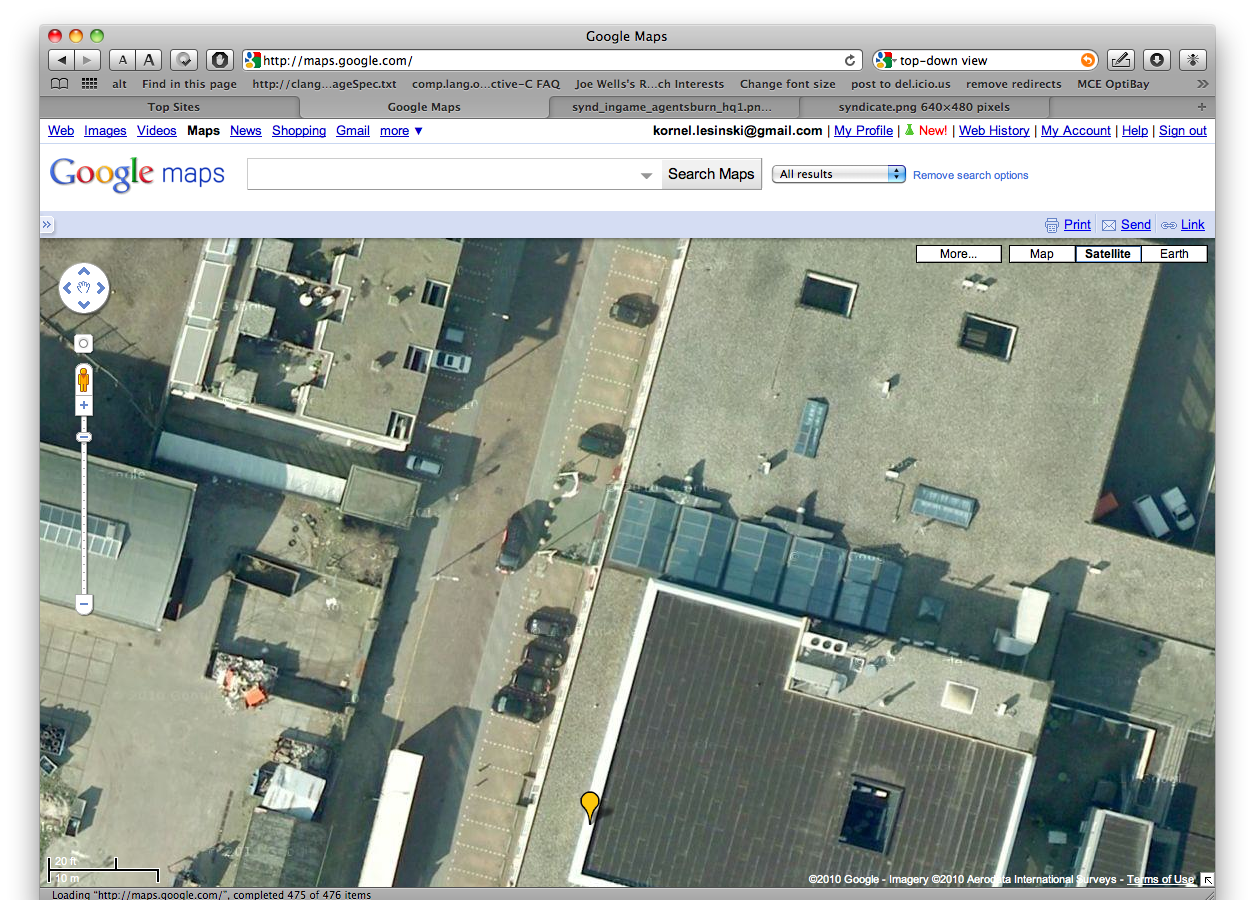 Google Maps
A A http://maps.google.com/ top-down view
alt Find in this page http://clang...ageSpec.txt comp.lang.o...ctive-C FAQ Joe Wells's R...ch Interests Change font size post to del.icio.us remove redirects MCE OptiBay
Top Sites Google Maps synd_ingame_agentsburn_hq1.pn... syndicate.png 640×480 pixels +
Web Images Videos Maps News Shopping Gmail more ▼ kornel.lesinski@gmail.com | My Profile | New! | Web History | My Account | Help | Sign out
Google maps Search Maps All results Remove search options
» Print Send Link
More... Map Satellite Earth
20 ft
10 m
©2010 Google - Imagery ©2010 Aerodata International Surveys - Terms of Use
Loading "http://maps.google.com/", completed 475 of 476 items